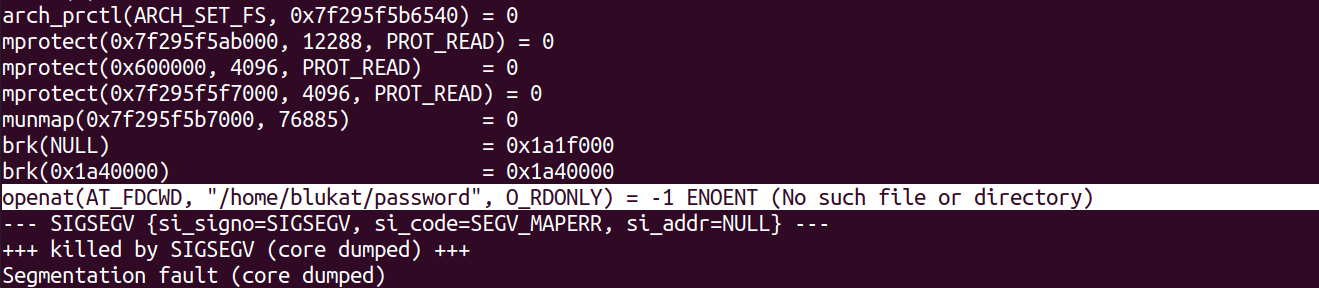 arch_prctl(ARCH_SET_FS, 0x7f295f5b6540) = 0
mprotect(0x7f295f5ab000, 12288, PROT_READ) = 0
mprotect(0x600000, 4096, PROT_READ)     = 0
mprotect(0x7f295f5f7000, 4096, PROT_READ) = 0
munmap(0x7f295f5b7000, 76885)           = 0
brk(NULL)                               = 0x1a1f000
brk(0x1a40000)                          = 0x1a40000
openat(AT_FDCWD, "/home/blukat/password", O_RDONLY) = -1 ENOENT (No such file or directory)
--- SIGSEGV {si_signo=SIGSEGV, si_code=SEGV_MAPERR, si_addr=NULL} ---
+++ killed by SIGSEGV (core dumped) +++
Segmentation fault (core dumped)